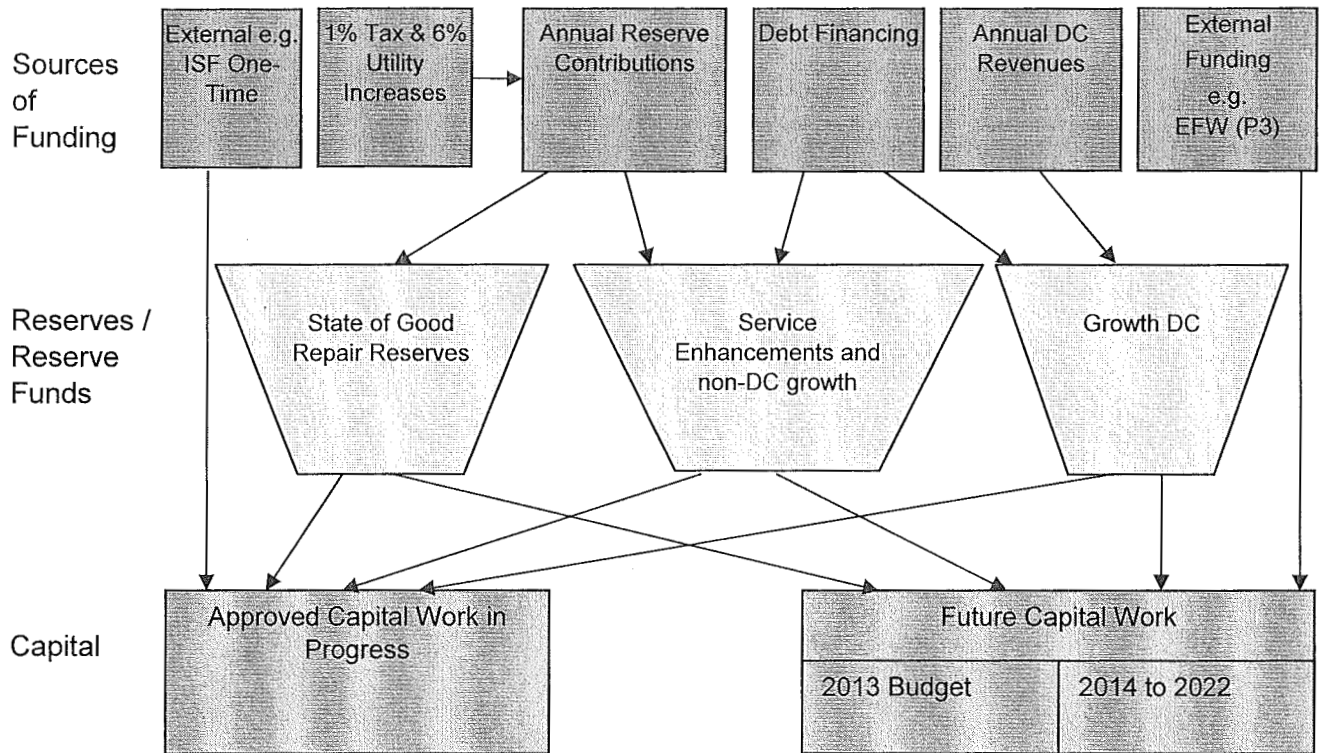 Sources
of
Funding
External e.g.
ISF One-
Time
1% Tax & 6%
Utility
Increases
Annual Reserve
Contributions
Debt Financing
Annual DC
Revenues
External
Funding
e.g.
EFW (P3)
Reserves /
Reserve
Funds
State of Good
Repair Reserves
Service
Enhancements and
non-DC growth
Growth DC
Capital
Approved Capital Work in
Progress
Future Capital Work
2013 Budget
2014 to 2022